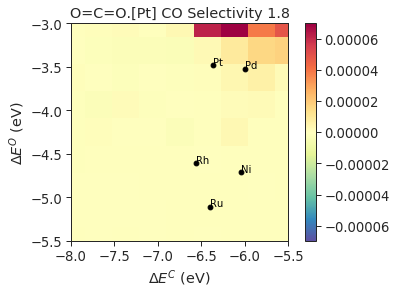 O=C=O.[Pt] CO Selectivity 1.8
−3.0
−3.5
−4.0
−4.5
−5.0
−5.5
ΔE^O (eV)
Pt
Pd
Rh
Ni
Ru
−8.0 −7.5 −7.0 −6.5 −6.0 −5.5
ΔE^C (eV)
0.00006
0.00004
0.00002
0.00000
−0.00002
−0.00004
−0.00006